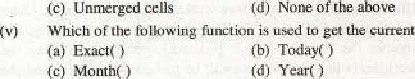 (c) Unmerged cells (d) None of the above
(v) Which of the following function is used to get the current
(a) Exact( ) (b) Today( )
(c) Month( ) (d) Year( )